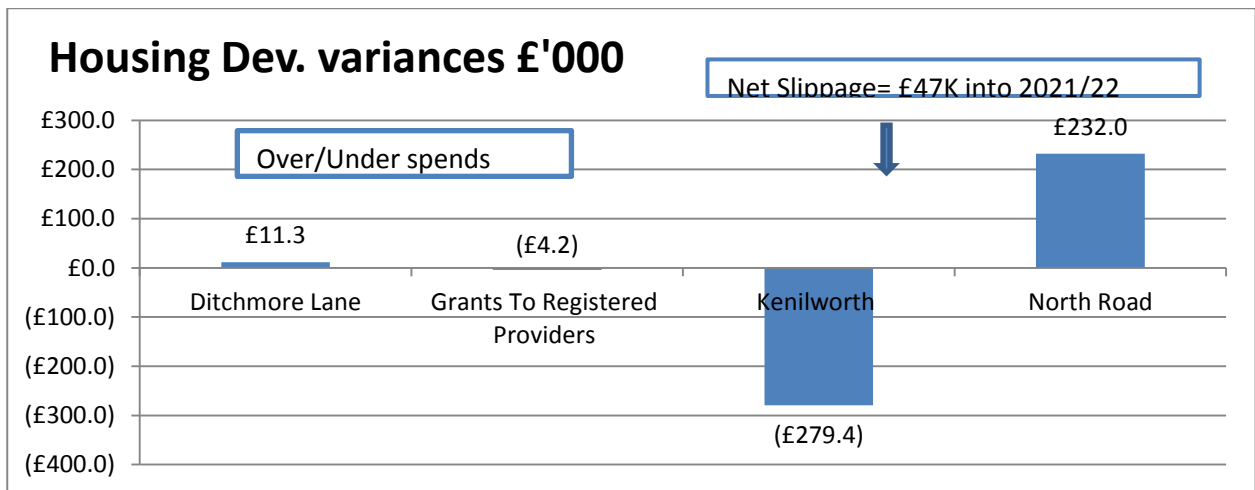 Housing Dev. variances £'000
Net Slippage= £47K into 2021/22
Over/Under spends
£300.0
£200.0
£100.0
£0.0
(£100.0)
(£200.0)
(£300.0)
(£400.0)
£11.3
(£4.2)
(£279.4)
£232.0
Ditchmore Lane
Grants To Registered
Providers
Kenilworth
North Road